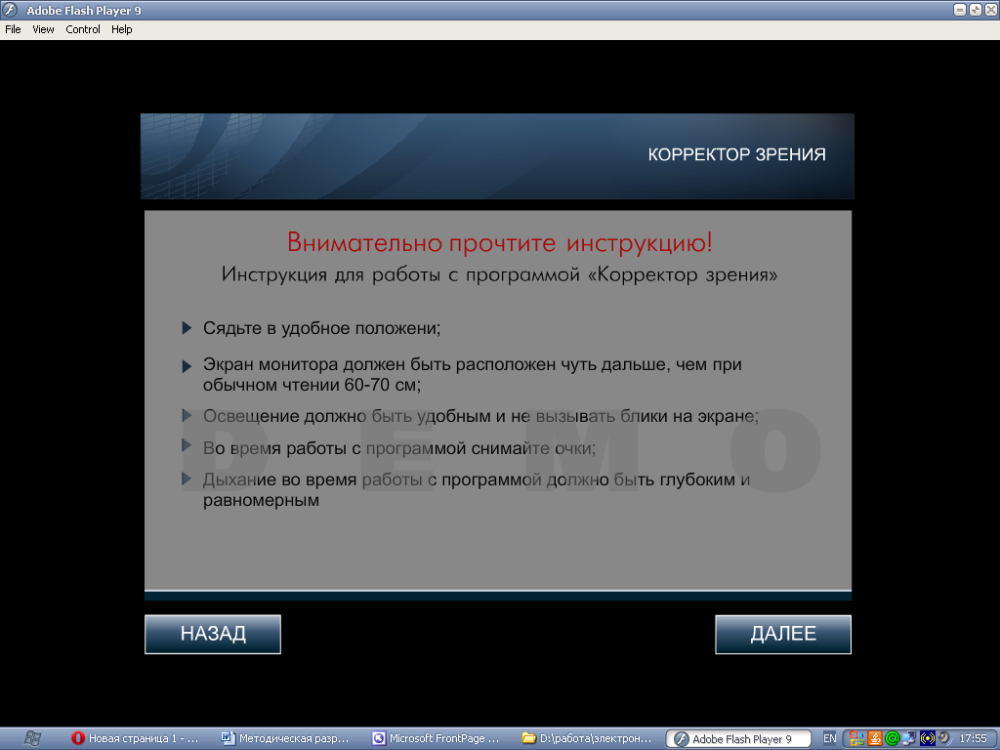 Adobe Flash Player 9
File View Control Help
КОРРЕКТОР ЗРЕНИЯ
Внимательно прочтите инструкцию!
Инструкция для работы с программой «Корректор зрения»
Сядьте в удобное положени;
Экран монитора должен быть расположен чуть дальше, чем при
обычном чтении 60-70 см;
Освещение должно быть удобным и не вызывать блики на экране;
Во время работы с программой снимайте очки;
Дыхание во время работы с программой должно быть глубоким и
равномерным
DEMO
НАЗАД
ДАЛЕЕ
Новая страница 1 - ...
Методическая разр...
Microsoft FrontPage ...
D:\работа\электрон...
Adobe Flash Player 9
EN
17:55